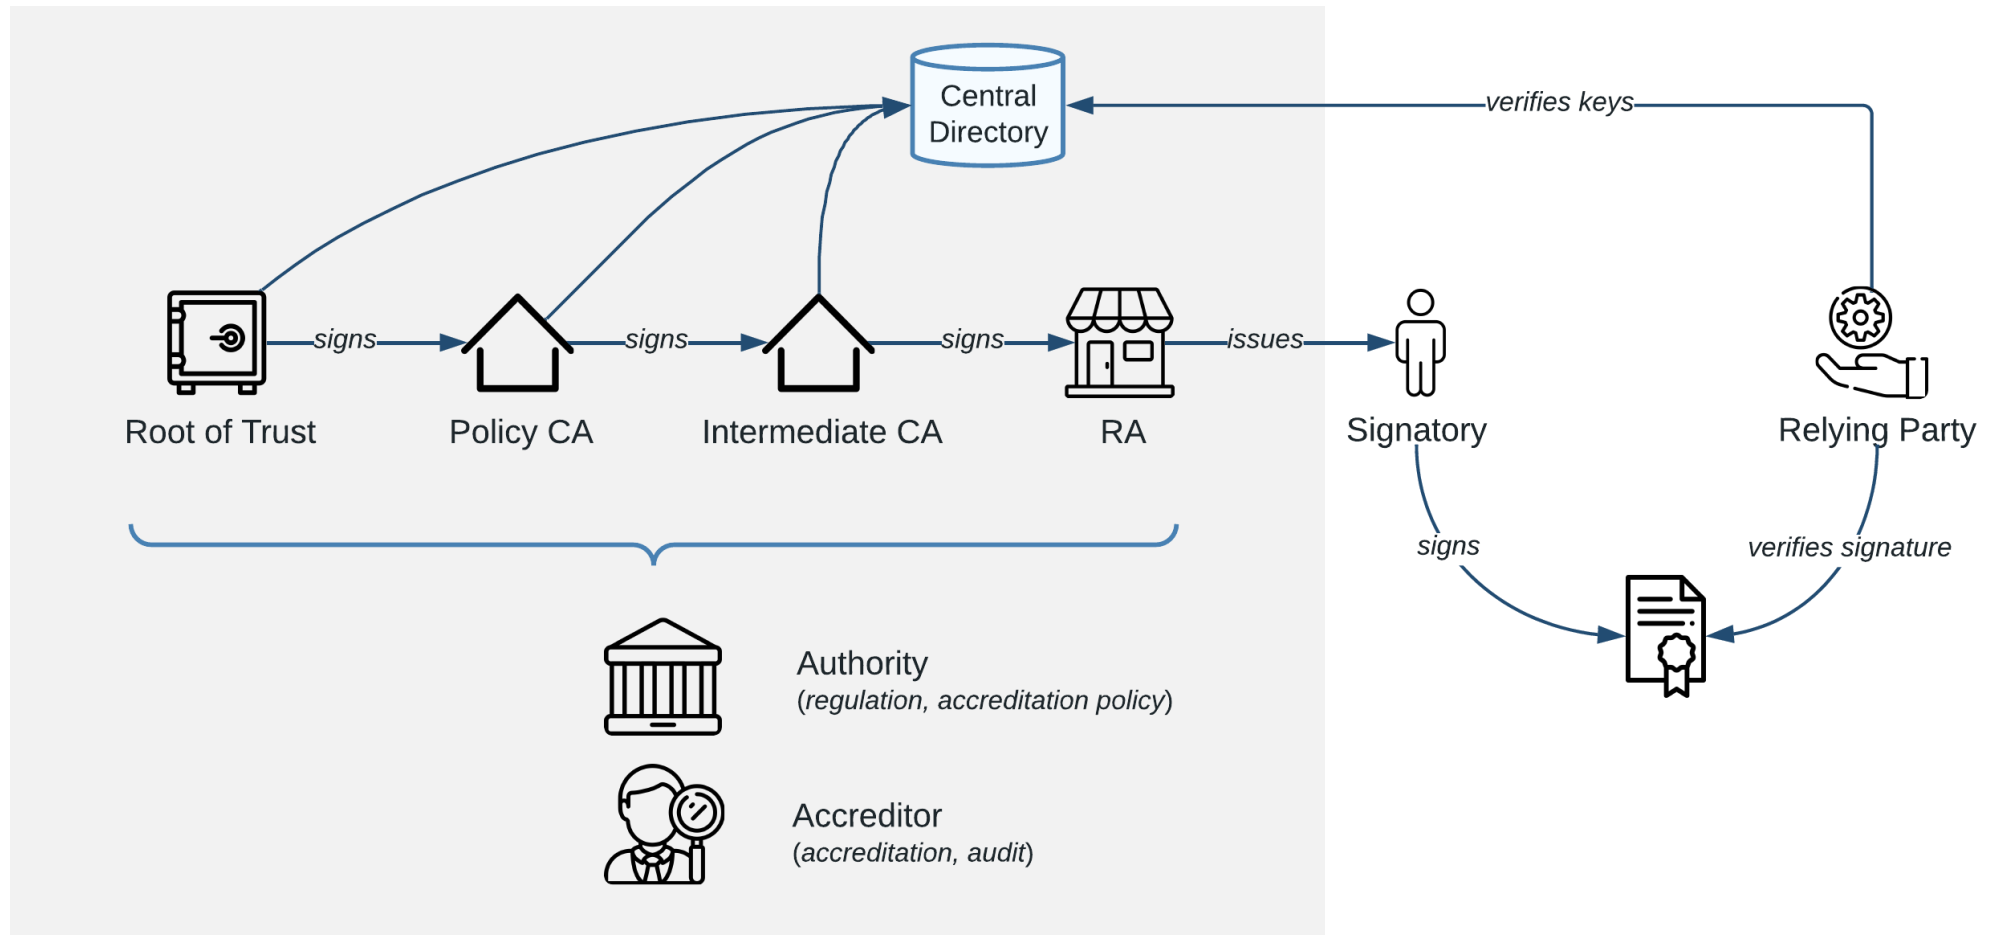 Central
Directory
verifies keys
signs
signs
signs
issues
Root of Trust
Policy CA
Intermediate CA
RA
Signatory
Relying Party
signs
verifies signature
Authority
(regulation, accreditation policy)
Accreditor
(accreditation, audit)